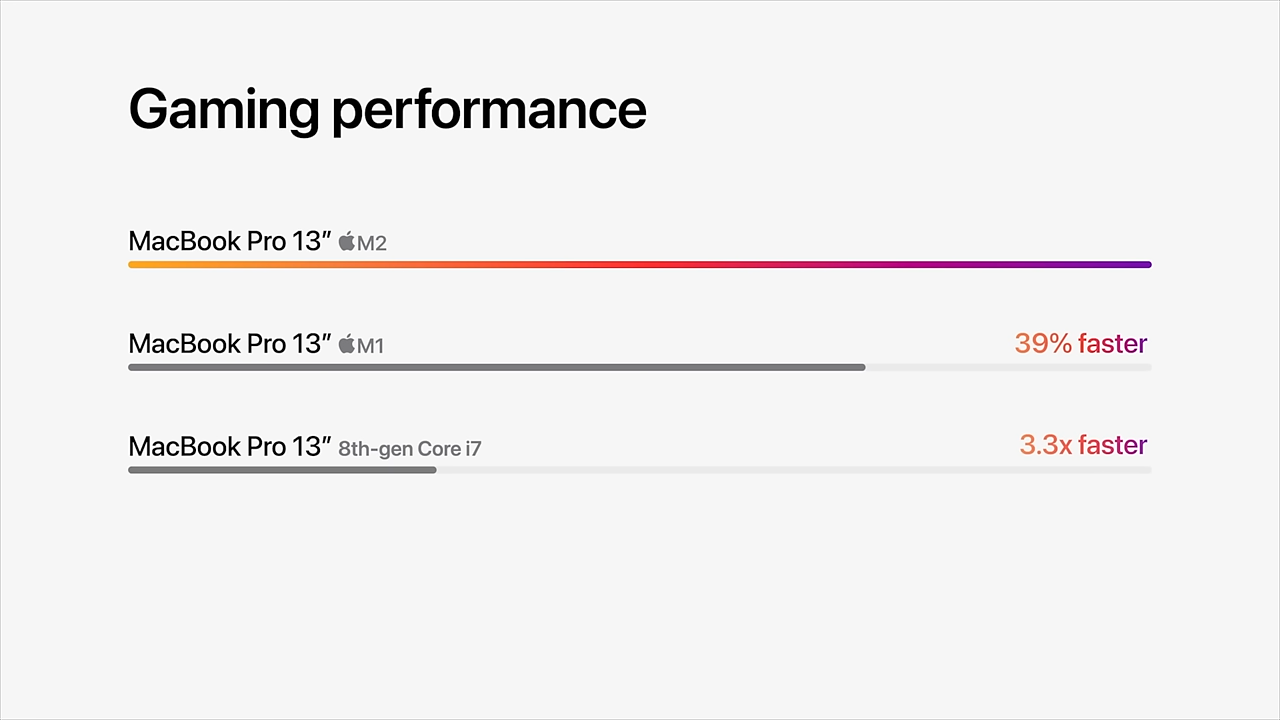 Gaming performance
MacBook Pro 13″ M2
MacBook Pro 13″ M1 39% faster
MacBook Pro 13″ 8th-gen Core i7 3.3x faster